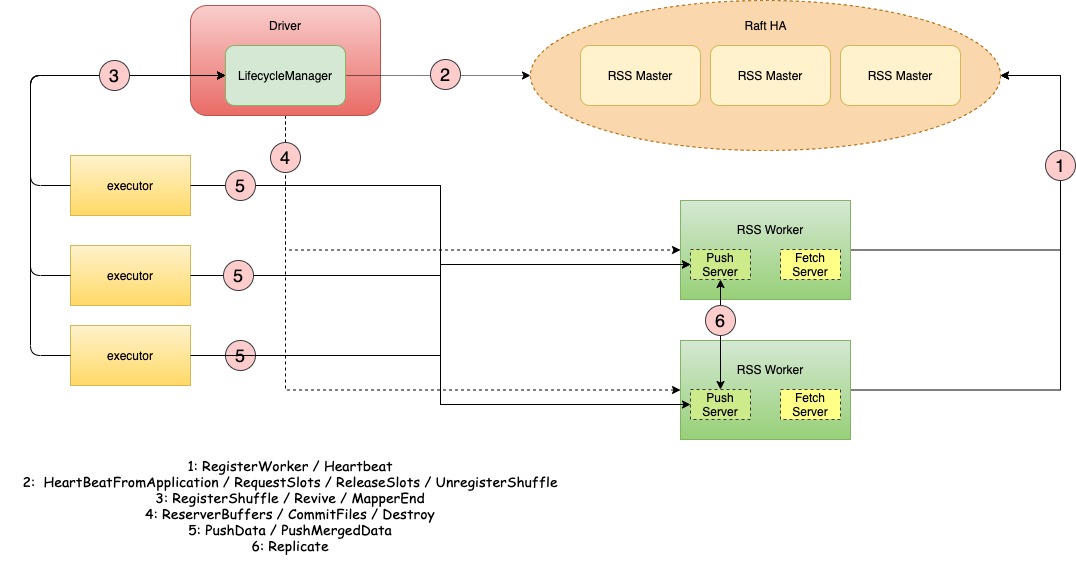 Driver
Raft HA
LifecycleManager
RSS Master
RSS Master
RSS Master
3
2
4
1
executor
5
RSS Worker
Push
Server
Fetch
Server
executor
5
6
executor
5
RSS Worker
Push
Server
Fetch
Server
1: RegisterWorker / Heartbeat
2: HeartBeatFromApplication / RequestSlots / ReleaseSlots / UnregisterShuffle
3: RegisterShuffle / Revive / MapperEnd
4: ReserverBuffers / CommitFiles / Destroy
5: PushData / PushMergedData
6: Replicate